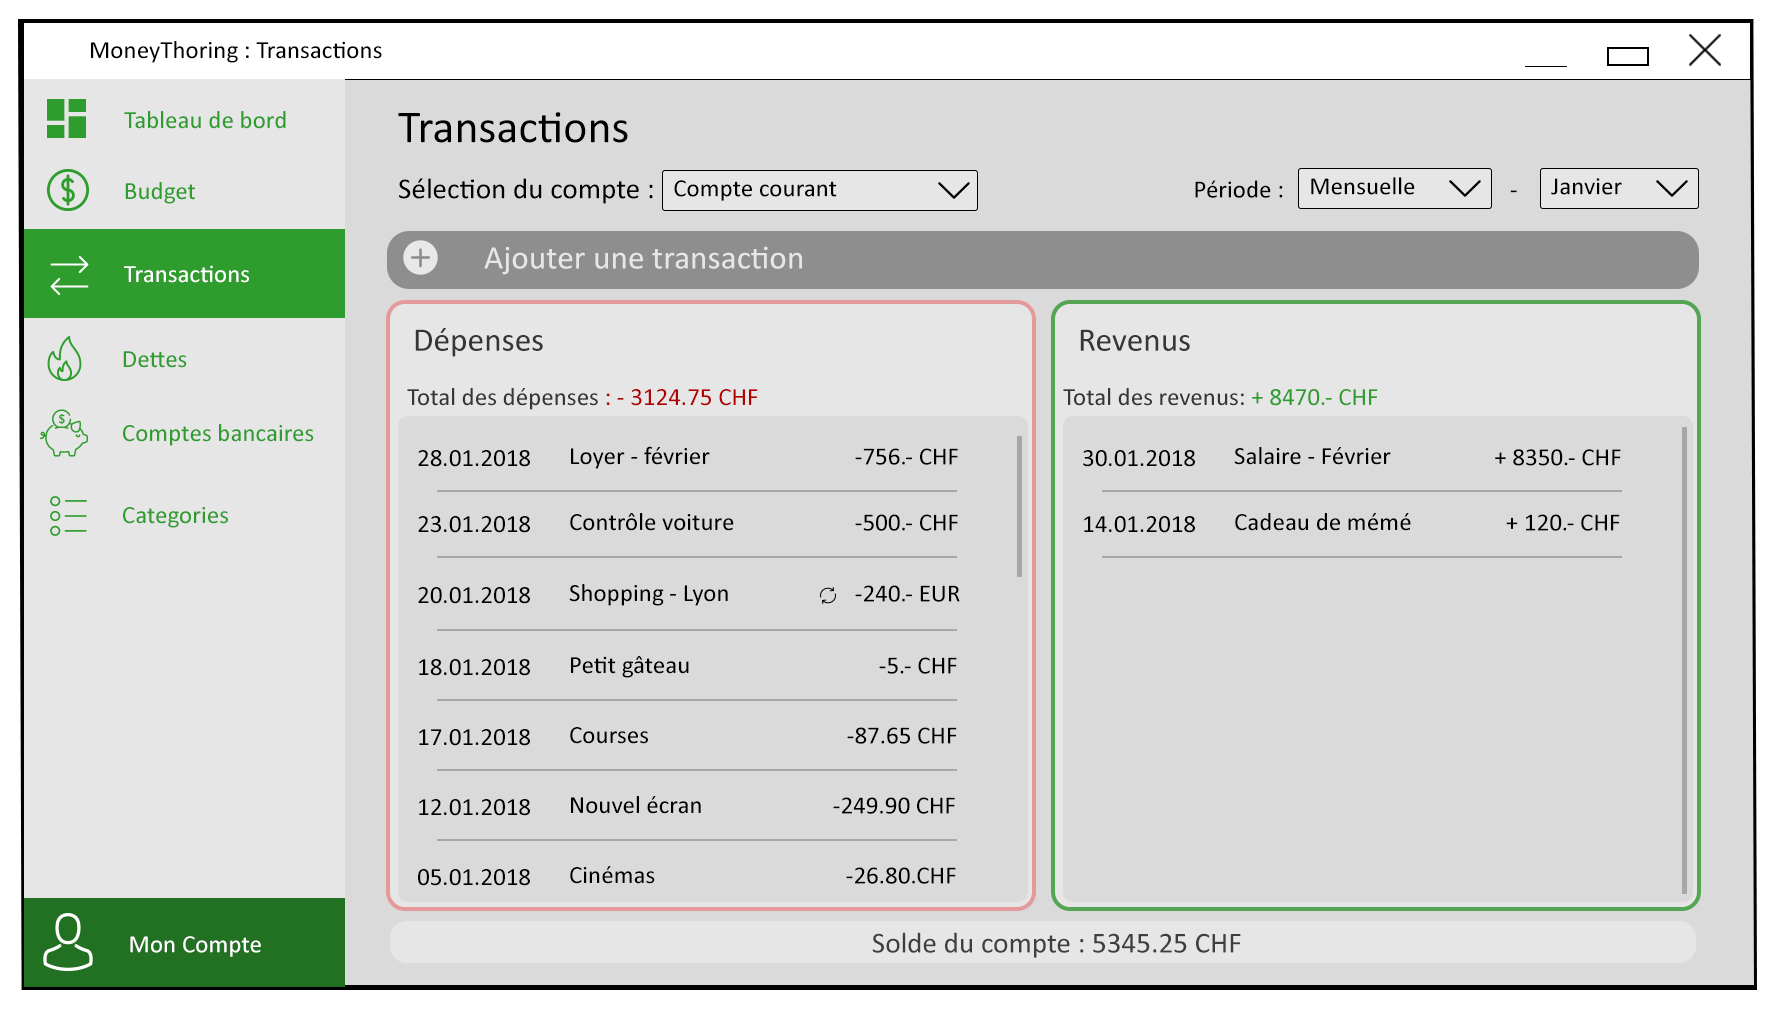 MoneyThoring : Transactions
Tableau de bord
Budget
Transactions
Dettes
Comptes bancaires
Categories
Mon Compte
Transactions
Sélection du compte : Compte courant
Période : Mensuelle - Janvier
Ajouter une transaction
Dépenses
Total des dépenses : - 3124.75 CHF
28.01.2018 Loyer - février -756.- CHF
23.01.2018 Contrôle voiture -500.- CHF
20.01.2018 Shopping - Lyon -240.- EUR
18.01.2018 Petit gâteau -5.- CHF
17.01.2018 Courses -87.65 CHF
12.01.2018 Nouvel écran -249.90 CHF
05.01.2018 Cinémas -26.80.CHF
Revenus
Total des revenus: + 8470.- CHF
30.01.2018 Salaire - Février + 8350.- CHF
14.01.2018 Cadeau de mémé + 120.- CHF
Solde du compte : 5345.25 CHF